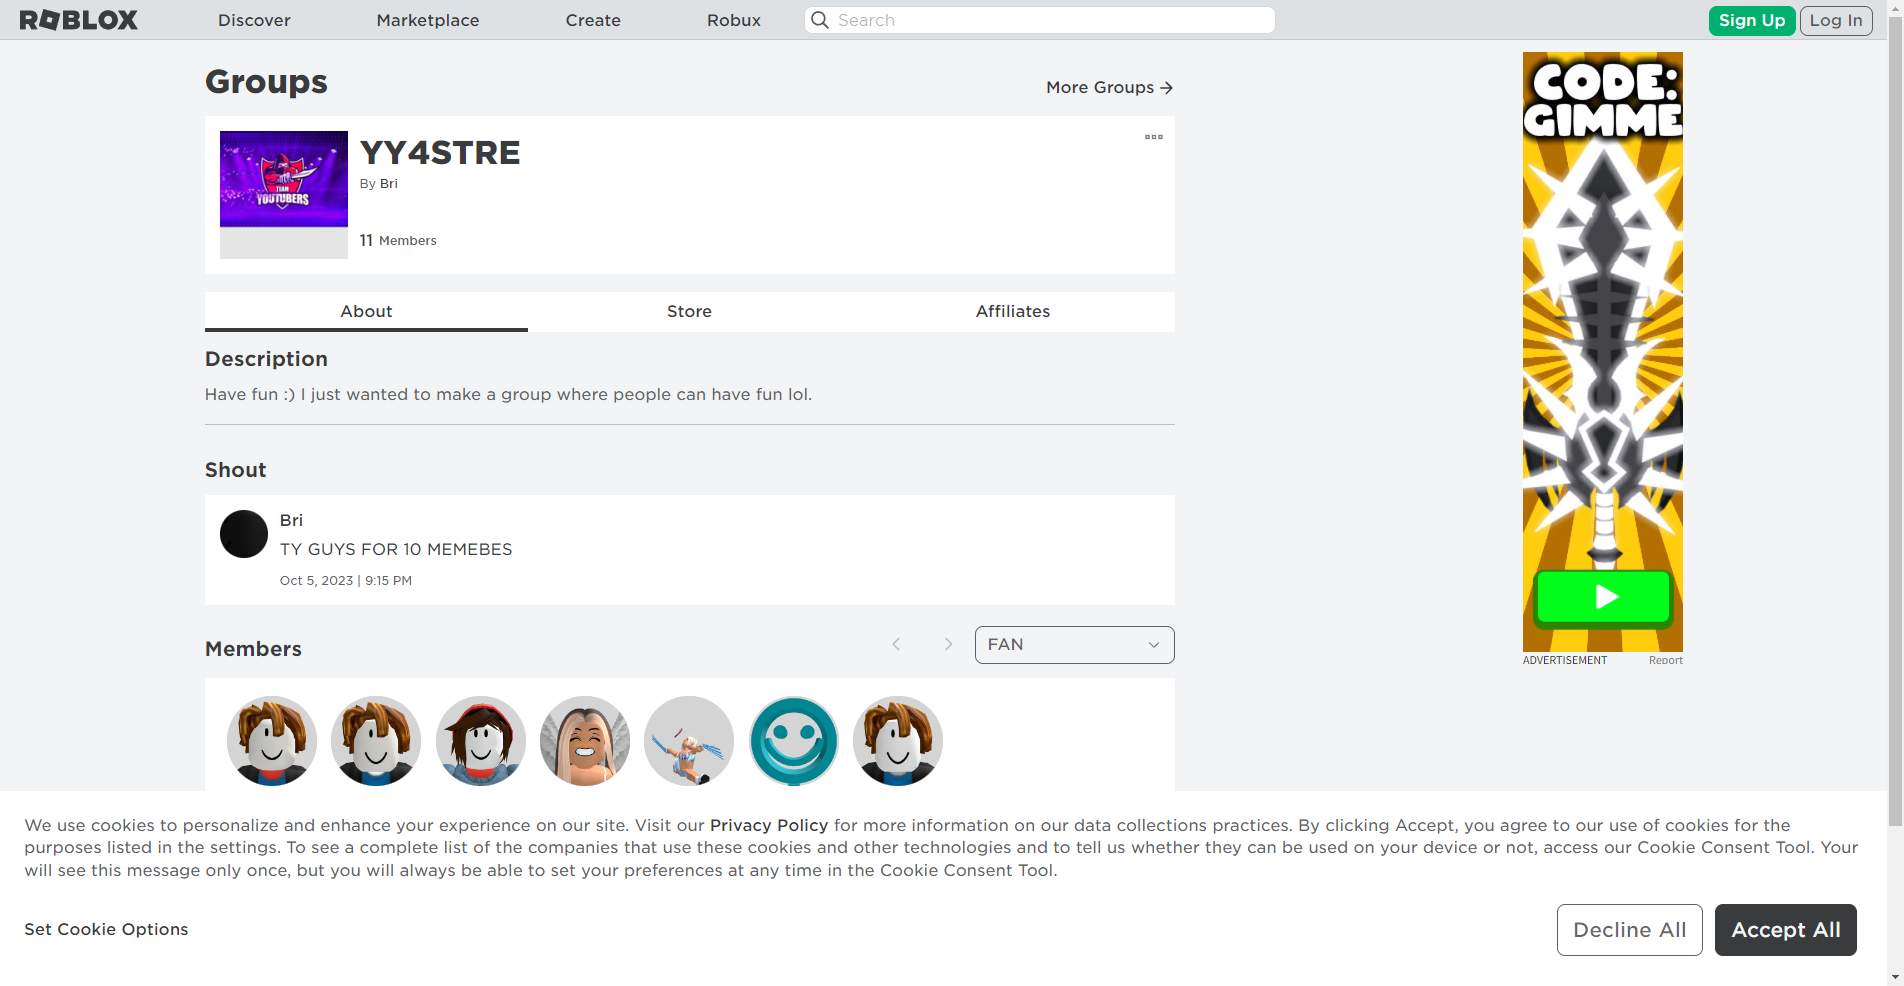 ROBLOX
Discover
Marketplace
Create
Robux
Search
Sign Up
Log In
Groups
More Groups →
TEAM
YOUTUBERS
YY4STRE
By Bri
11 Members
About
Store
Affiliates
Description
Have fun :) I just wanted to make a group where people can have fun lol.
Shout
Bri
TY GUYS FOR 10 MEMEBES
Oct 5, 2023 | 9:15 PM
Members
FAN
CODE:
GIMME
ADVERTISEMENT
Report
We use cookies to personalize and enhance your experience on our site. Visit our Privacy Policy for more information on our data collections practices. By clicking Accept, you agree to our use of cookies for the
purposes listed in the settings. To see a complete list of the companies that use these cookies and other technologies and to tell us whether they can be used on your device or not, access our Cookie Consent Tool. Your
will see this message only once, but you will always be able to set your preferences at any time in the Cookie Consent Tool.
Set Cookie Options
Decline All
Accept All